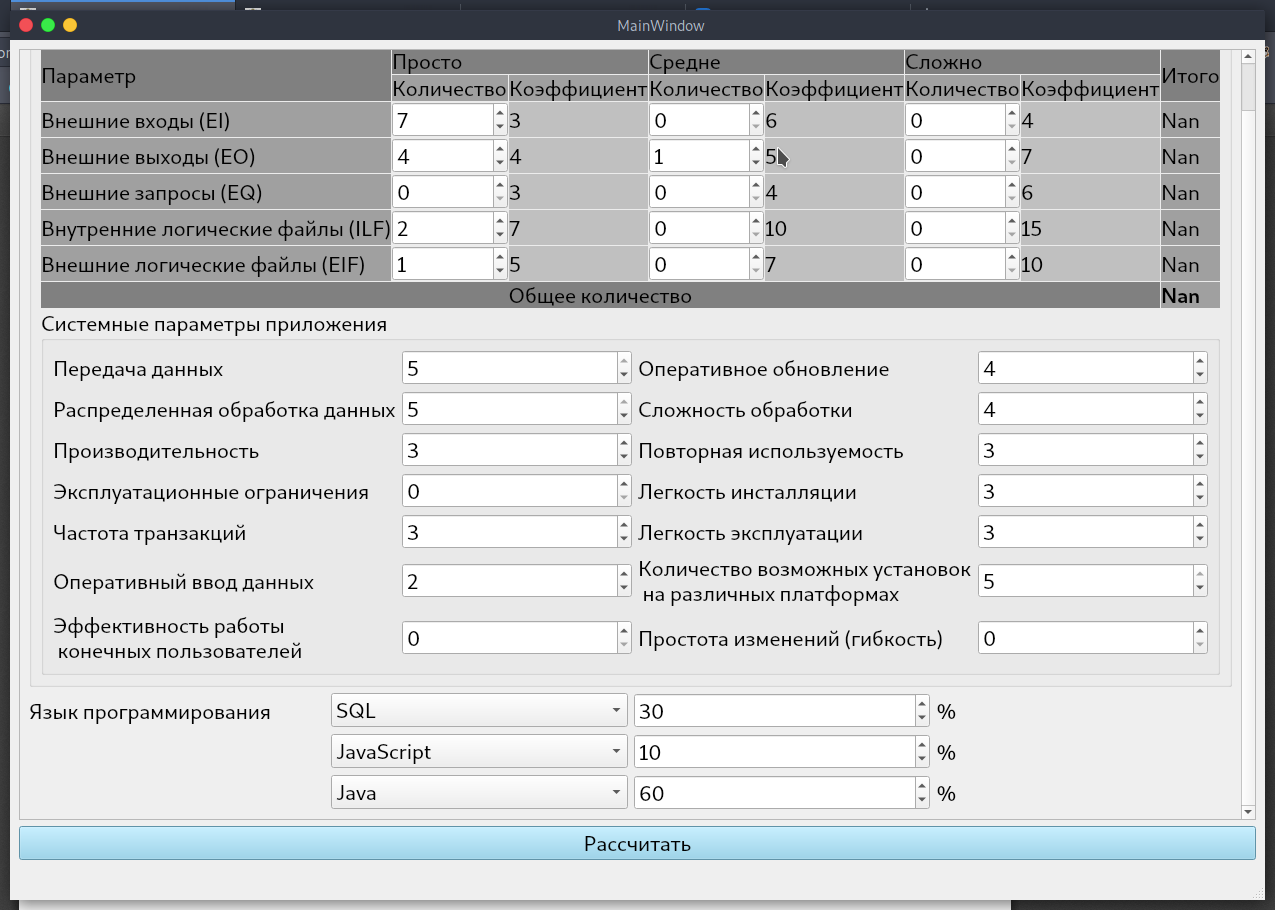 MainWindow
Параметр Просто Средне Сложно Итого
Количество Коэффициент Количество Коэффициент Количество Коэффициент
Внешние входы (EI) 7 3 0 6 0 4 Nan
Внешние выходы (EO) 4 4 1 5 0 7 Nan
Внешние запросы (EQ) 0 3 0 4 0 6 Nan
Внутренние логические файлы (ILF) 2 7 0 10 0 15 Nan
Внешние логические файлы (EIF) 1 5 0 7 0 10 Nan
Общее количество Nan
Системные параметры приложения
Передача данных 5 Оперативное обновление 4
Распределенная обработка данных 5 Сложность обработки 4
Производительность 3 Повторная используемость 3
Эксплуатационные ограничения 0 Легкость инсталляции 3
Частота транзакций 3 Легкость эксплуатации 3
Оперативный ввод данных 2 Количество возможных установок
на различных платформах 5
Эффективность работы
конечных пользователей 0 Простота изменений (гибкость) 0
Язык программирования SQL 30 %
JavaScript 10 %
Java 60 %
Рассчитать